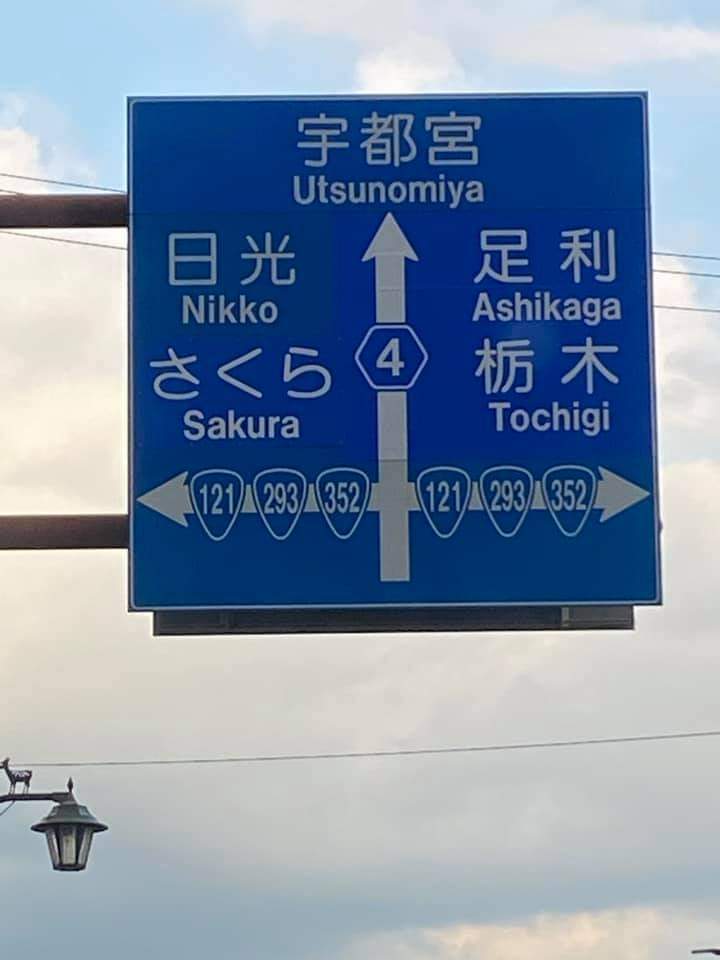 宇都宮
Utsunomiya
日光
Nikko
足利
Ashikaga
さくら
Sakura
4
栃木
Tochigi
121 293 352
121 293 352